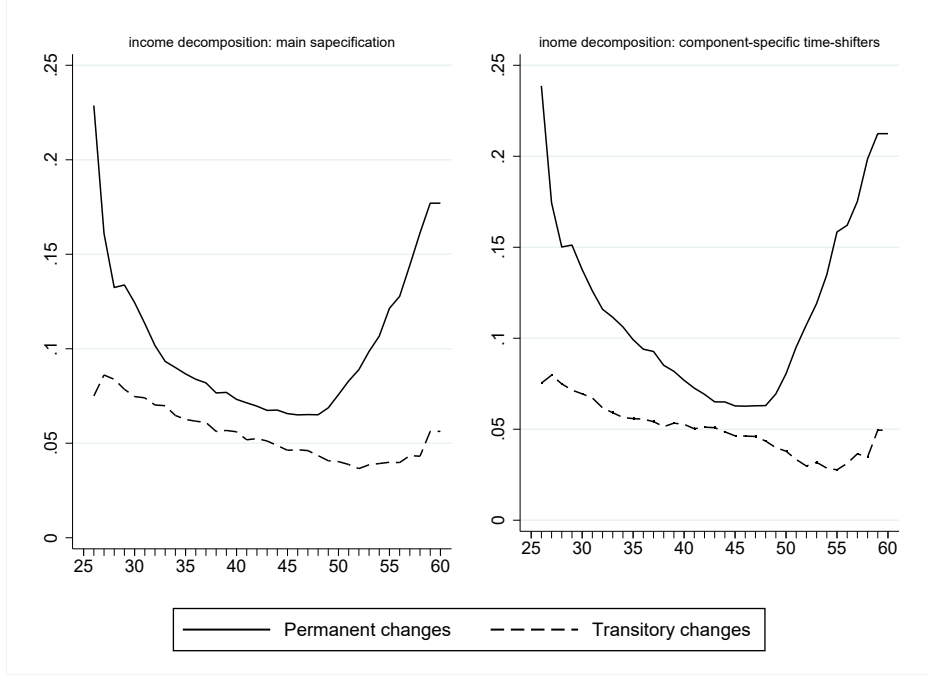 income decomposition: main sapecification
.25
.2
.15
.1
.05
0
25 30 35 40 45 50 55 60
inome decomposition: component-specific time-shifters
.25
.2
.15
.1
.05
0
25 30 35 40 45 50 55 60
Permanent changes Transitory changes